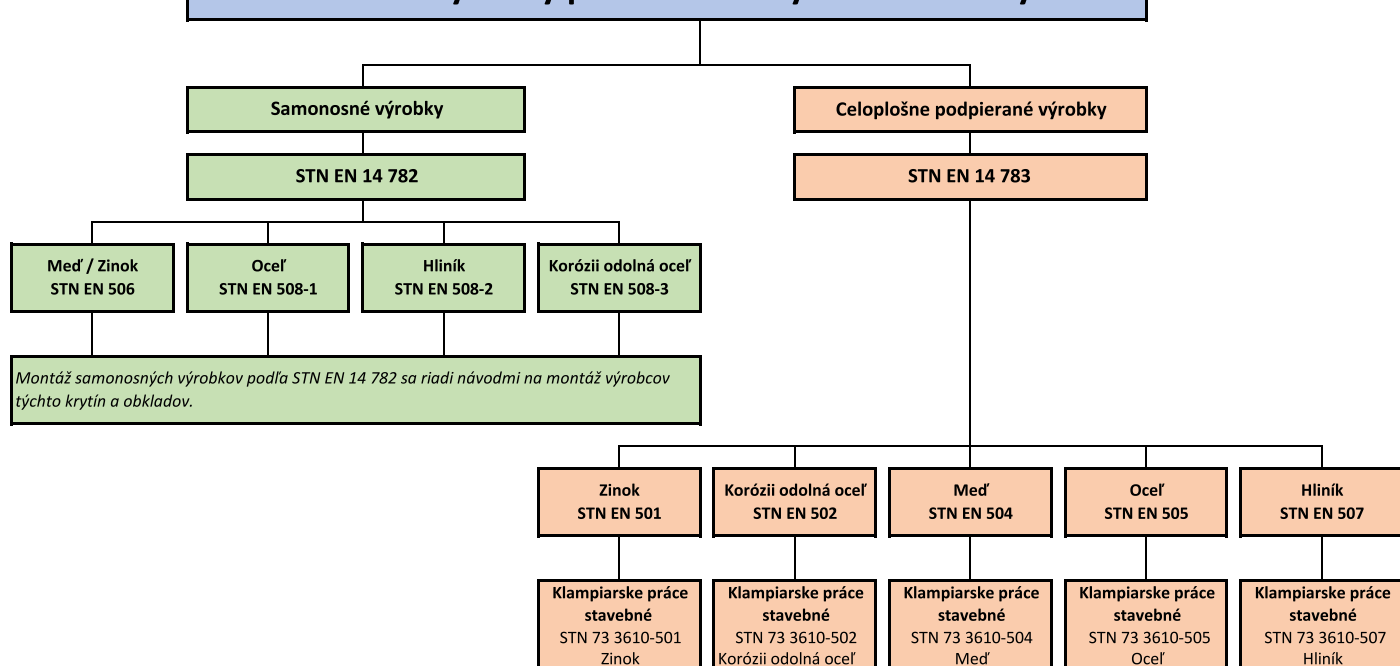 Samonosné výrobky
Celoplošne podpierané výrobky
STN EN 14 782
STN EN 14 783
Meď / Zinok
STN EN 506
Oceľ
STN EN 508-1
Hliník
STN EN 508-2
Korózii odolná oceľ
STN EN 508-3
Montáž samonosných výrobkov podľa STN EN 14 782 sa riadi návodmi na montáž výrobcov
týchto krytín a obkladov.
Zinok
STN EN 501
Korózii odolná oceľ
STN EN 502
Meď
STN EN 504
Oceľ
STN EN 505
Hliník
STN EN 507
Klampiarske práce
stavebné
STN 73 3610-501
Zinok
Klampiarske práce
stavebné
STN 73 3610-502
Korózii odolná oceľ
Klampiarske práce
stavebné
STN 73 3610-504
Meď
Klampiarske práce
stavebné
STN 73 3610-505
Oceľ
Klampiarske práce
stavebné
STN 73 3610-507
Hliník